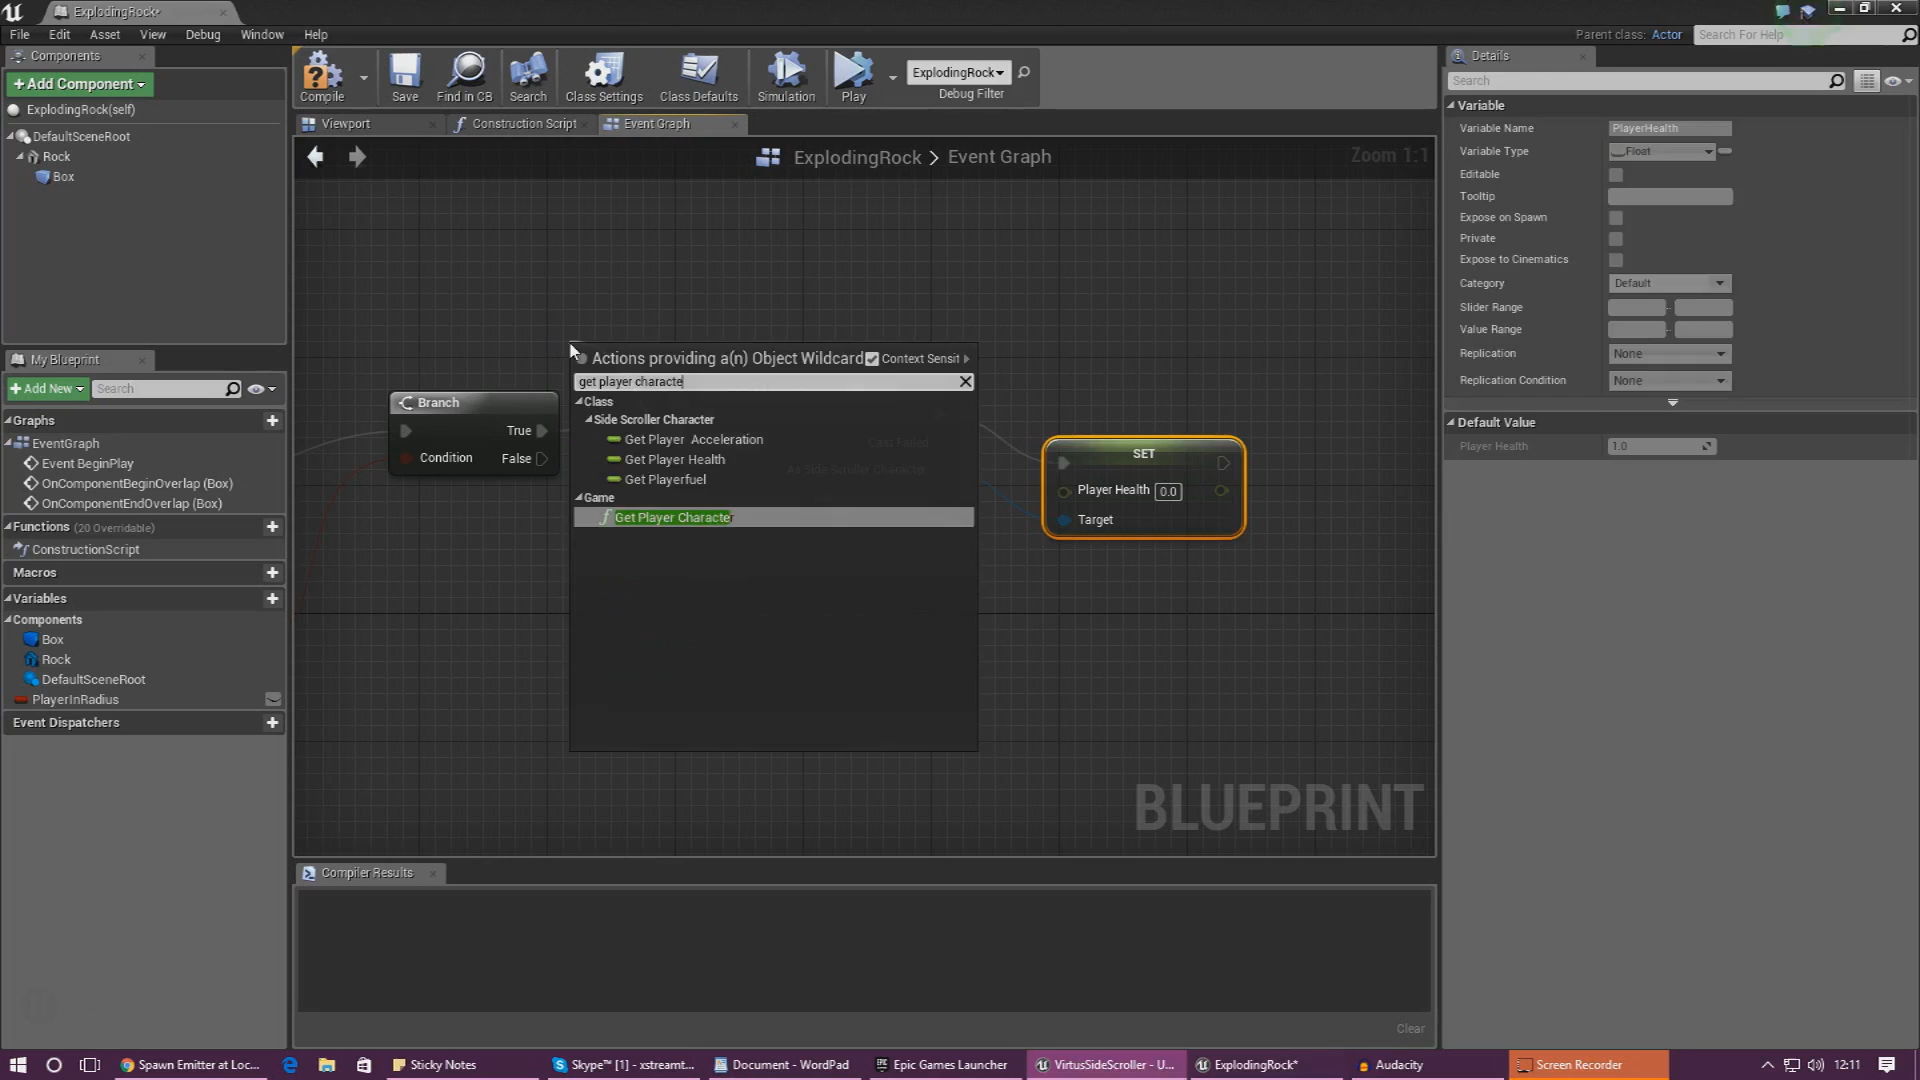 ExplodingRock*
File Edit Asset View Debug Window Help
Parent class: Actor
Search For Help
Components
+ Add Component
ExplodingRock(self)
DefaultSceneRoot
Rock
Box
Compile
Save
Find in CB
Search
Class Settings
Class Defaults
Simulation
Play
ExplodingRock
Debug Filter
Viewport
Construction Script
Event Graph
ExplodingRock > Event Graph
Zoom 1:1
My Blueprint
+ Add New
Search
Graphs
EventGraph
Event BeginPlay
OnComponentBeginOverlap (Box)
OnComponentEndOverlap (Box)
Functions (20 Overridable)
ConstructionScript
Macros
Variables
Components
Box
Rock
DefaultSceneRoot
PlayerInRadius
Event Dispatchers
Branch
True
Condition
False
Actions providing a(n) Object Wildcard
Context Sensit
get player characte
Class
Side Scroller Character
Get Player Acceleration
Get Player Health
Get Playerfuel
Game
Get Player Character
Cast Failed
As Side Scroller Character
SET
Player Health 0.0
Target
BLUEPRINT
Compiler Results
Clear
Details
Search
Variable
Variable Name PlayerHealth
Variable Type Float
Editable
Tooltip
Expose on Spawn
Private
Expose to Cinematics
Category Default
Slider Range
Value Range
Replication None
Replication Condition None
Default Value
Player Health 1.0
Spawn Emitter at Loc...
Sticky Notes
Skype™ [1] - xstreamt...
Document - WordPad
Epic Games Launcher
VirtusSideScroller - U...
ExplodingRock*
Audacity
Screen Recorder
12:11